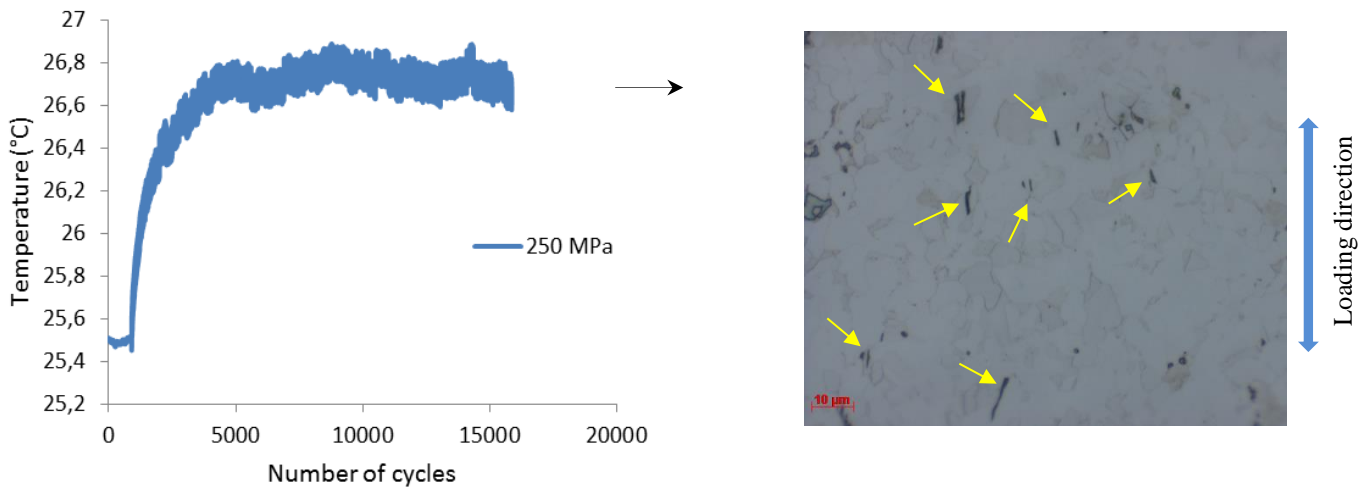 27
26,8
26,6
26,4
26,2
26
25,8
25,6
25,4
25,2
Temperature (°C)
0 5000 10000 15000 20000
Number of cycles
250 MPa
10 µm
Loading direction